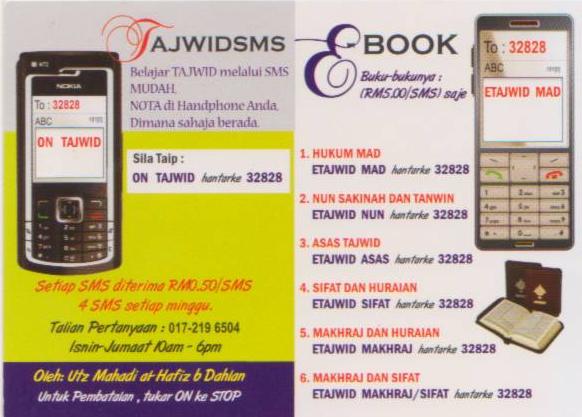 TAJWIDSMS
Belajar TAJWID melalui SMS
MUDAH.
NOTA di Handphone Anda,
Dimana sahaja berada.
NOKIA
To : 32828
ABC
ON TAJWID
Sila Taip :
ON TAJWID hantarke 32828
Setiap SMS diterima RM0.50/SMS
4 SMS setiap minggu.
Talian Pertanyaan : 017-219 6504
Isnin-Jumaat 10am - 6pm
Oleh: Utz Mahadi al-Hafiz b Dahlan
Untuk Pembatalan , tukar ON ke STOP
E-BOOK
Buku-bukunya :
(RM5.00/SMS) saje
To : 32828
ABC
ETAJWID MAD
1. HUKUM MAD
ETAJWID MAD hantarke 32828
2. NUN SAKINAH DAN TANWIN
ETAJWID NUN hantarke 32828
3. ASAS TAJWID
ETAJWID ASAS hantarke 32828
4. SIFAT DAN HURAIAN
ETAJWID SIFAT hantarke 32828
5. MAKHRAJ DAN HURAIAN
ETAJWID MAKHRAJ hantarke 32828
6. MAKHRAJ DAN SIFAT
ETAJWID MAKHRAJ/SIFAT hantarke 32828